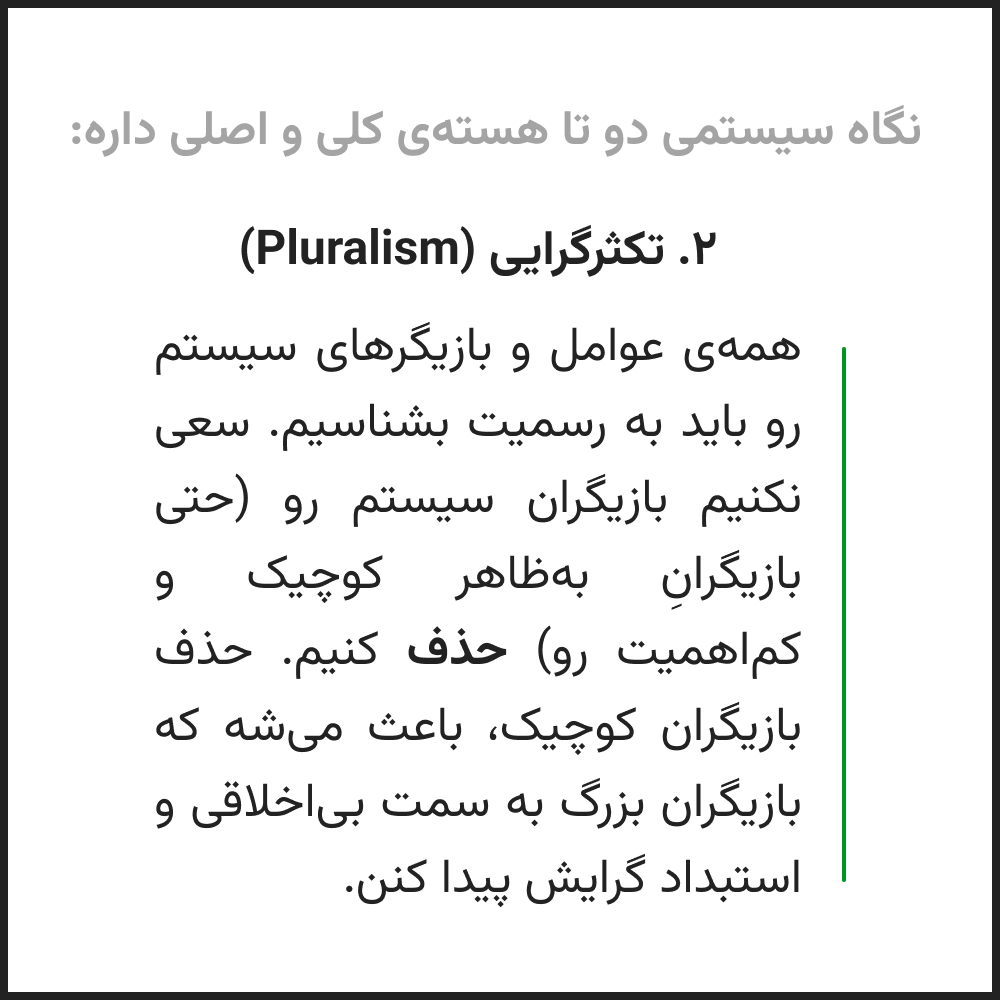 نگاه سیستمی دو تا هسته‌ی کلی و اصلی داره:
۲. تکثرگرایی (Pluralism)
همه‌ی عوامل و بازیگرهای سیستم
رو باید به رسمیت بشناسیم. سعی
نکنیم بازیگران سیستم رو (حتی
بازیگرانِ به‌ظاهر کوچیک و
کم‌اهمیت رو) حذف کنیم. حذف
بازیگران کوچیک، باعث می‌شه که
بازیگران بزرگ به سمت بی‌اخلاقی و
استبداد گرایش پیدا کنن.